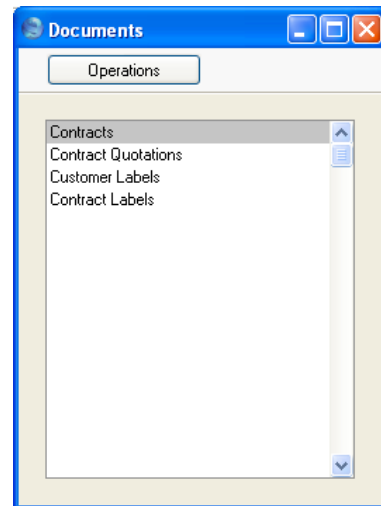 Documents
Operations
Contracts
Contract Quotations
Customer Labels
Contract Labels